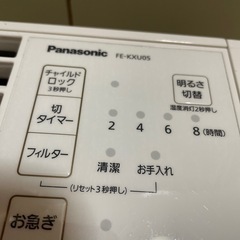 Panasonic FE-KXU05
チャイルド
ロック
3秒押し
明るさ
切替
湿度消灯2秒押し
切
タイマー
2 4 6 8 (時間)
フィルター
清潔 お手入れ
(リセット3秒押し)
お急ぎ